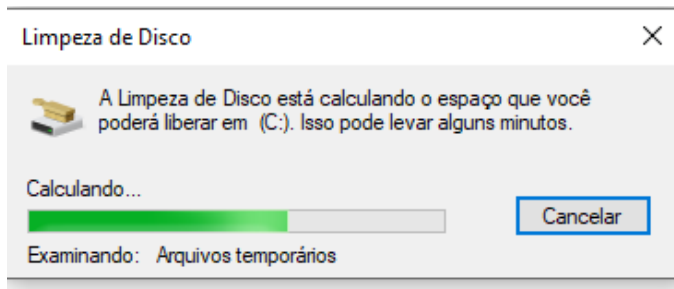 Limpeza de Disco
A Limpeza de Disco está calculando o espaço que você
poderá liberar em (C:). Isso pode levar alguns minutos.
Calculando...
Cancelar
Examinando: Arquivos temporários